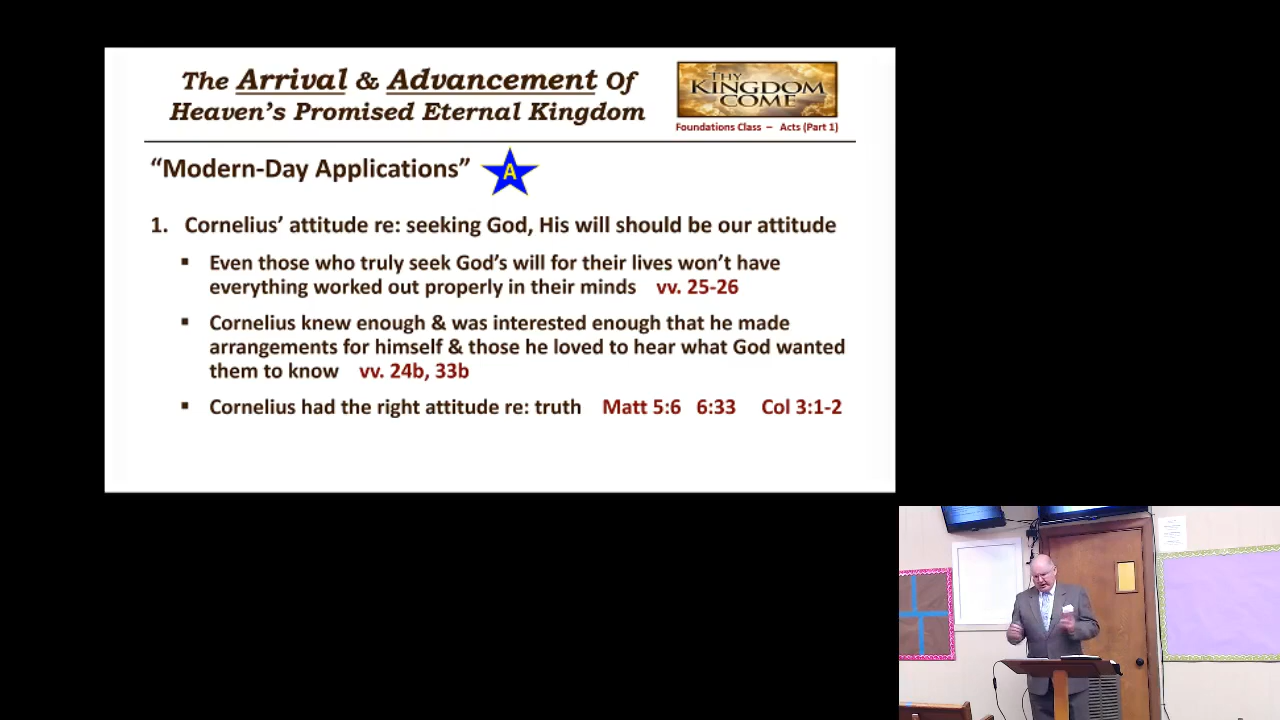 The Arrival & Advancement Of
Heaven's Promised Eternal Kingdom
THY
KINGDOM
COME
Foundations Class – Acts (Part 1)
“Modern-Day Applications”
A
1. Cornelius’ attitude re: seeking God, His will should be our attitude
▪ Even those who truly seek God’s will for their lives won’t have
everything worked out properly in their minds vv. 25-26
▪ Cornelius knew enough & was interested enough that he made
arrangements for himself & those he loved to hear what God wanted
them to know vv. 24b, 33b
▪ Cornelius had the right attitude re: truth Matt 5:6 6:33 Col 3:1-2